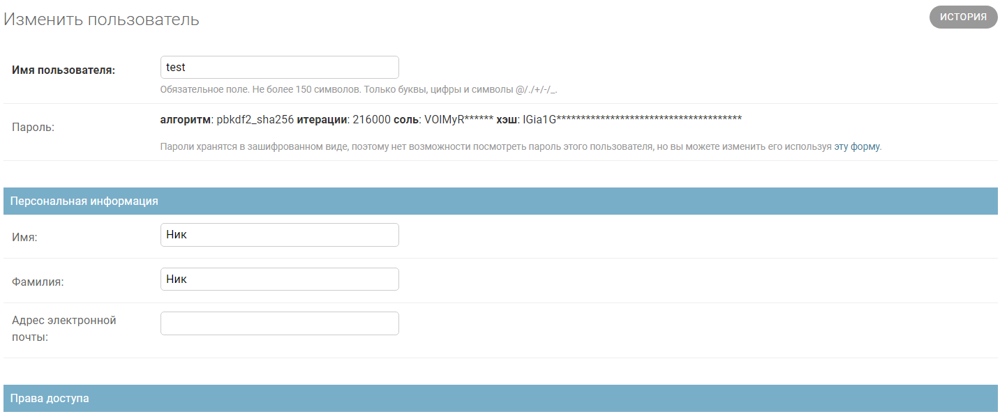 Изменить пользователь
ИСТОРИЯ
Имя пользователя:
test
Обязательное поле. Не более 150 символов. Только буквы, цифры и символы @/./+/-/_.
Пароль:
алгоритм: pbkdf2_sha256 итерации: 216000 соль: VOIMyR****** хэш: IGia1G**************************************
Пароли хранятся в зашифрованном виде, поэтому нет возможности посмотреть пароль этого пользователя, но вы можете изменить его используя эту форму.
Персональная информация
Имя:
Ник
Фамилия:
Ник
Адрес электронной
почты:
Права доступа